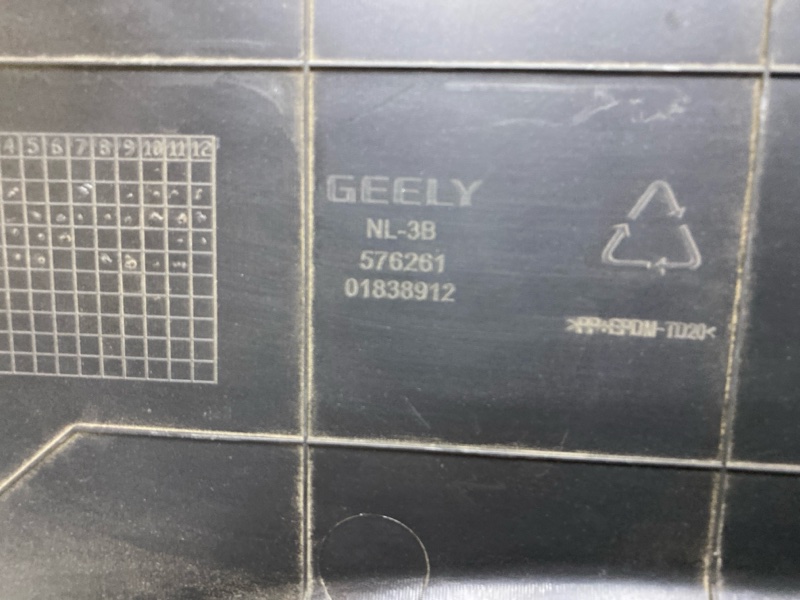 4 5 6 7 8 9 10 11 12
GEELY
NL-3B
576261
01838912
>PP+EPDM-TD20<